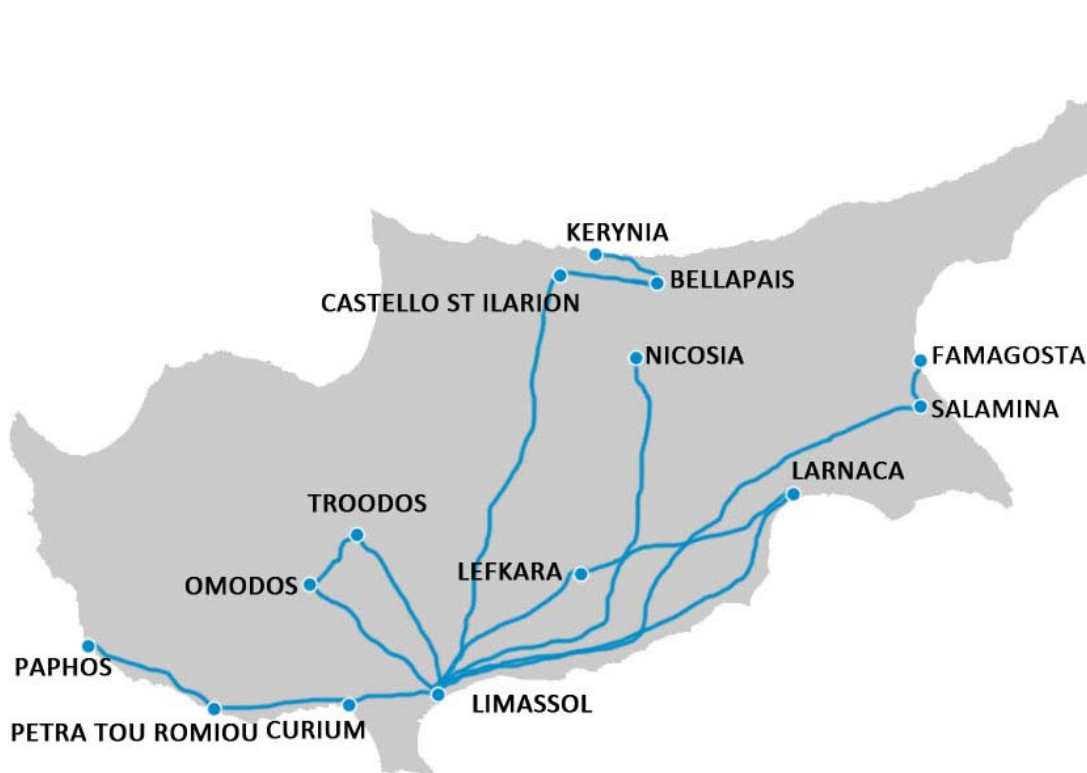 KERYNIA
BELLAPAIS
CASTELLO ST ILARION
NICOSIA
FAMAGOSTA
SALAMINA
LARNACA
TROODOS
LEFKARA
OMODOS
PAPHOS
LIMASSOL
PETRA TOU ROMIOU
CURIUM